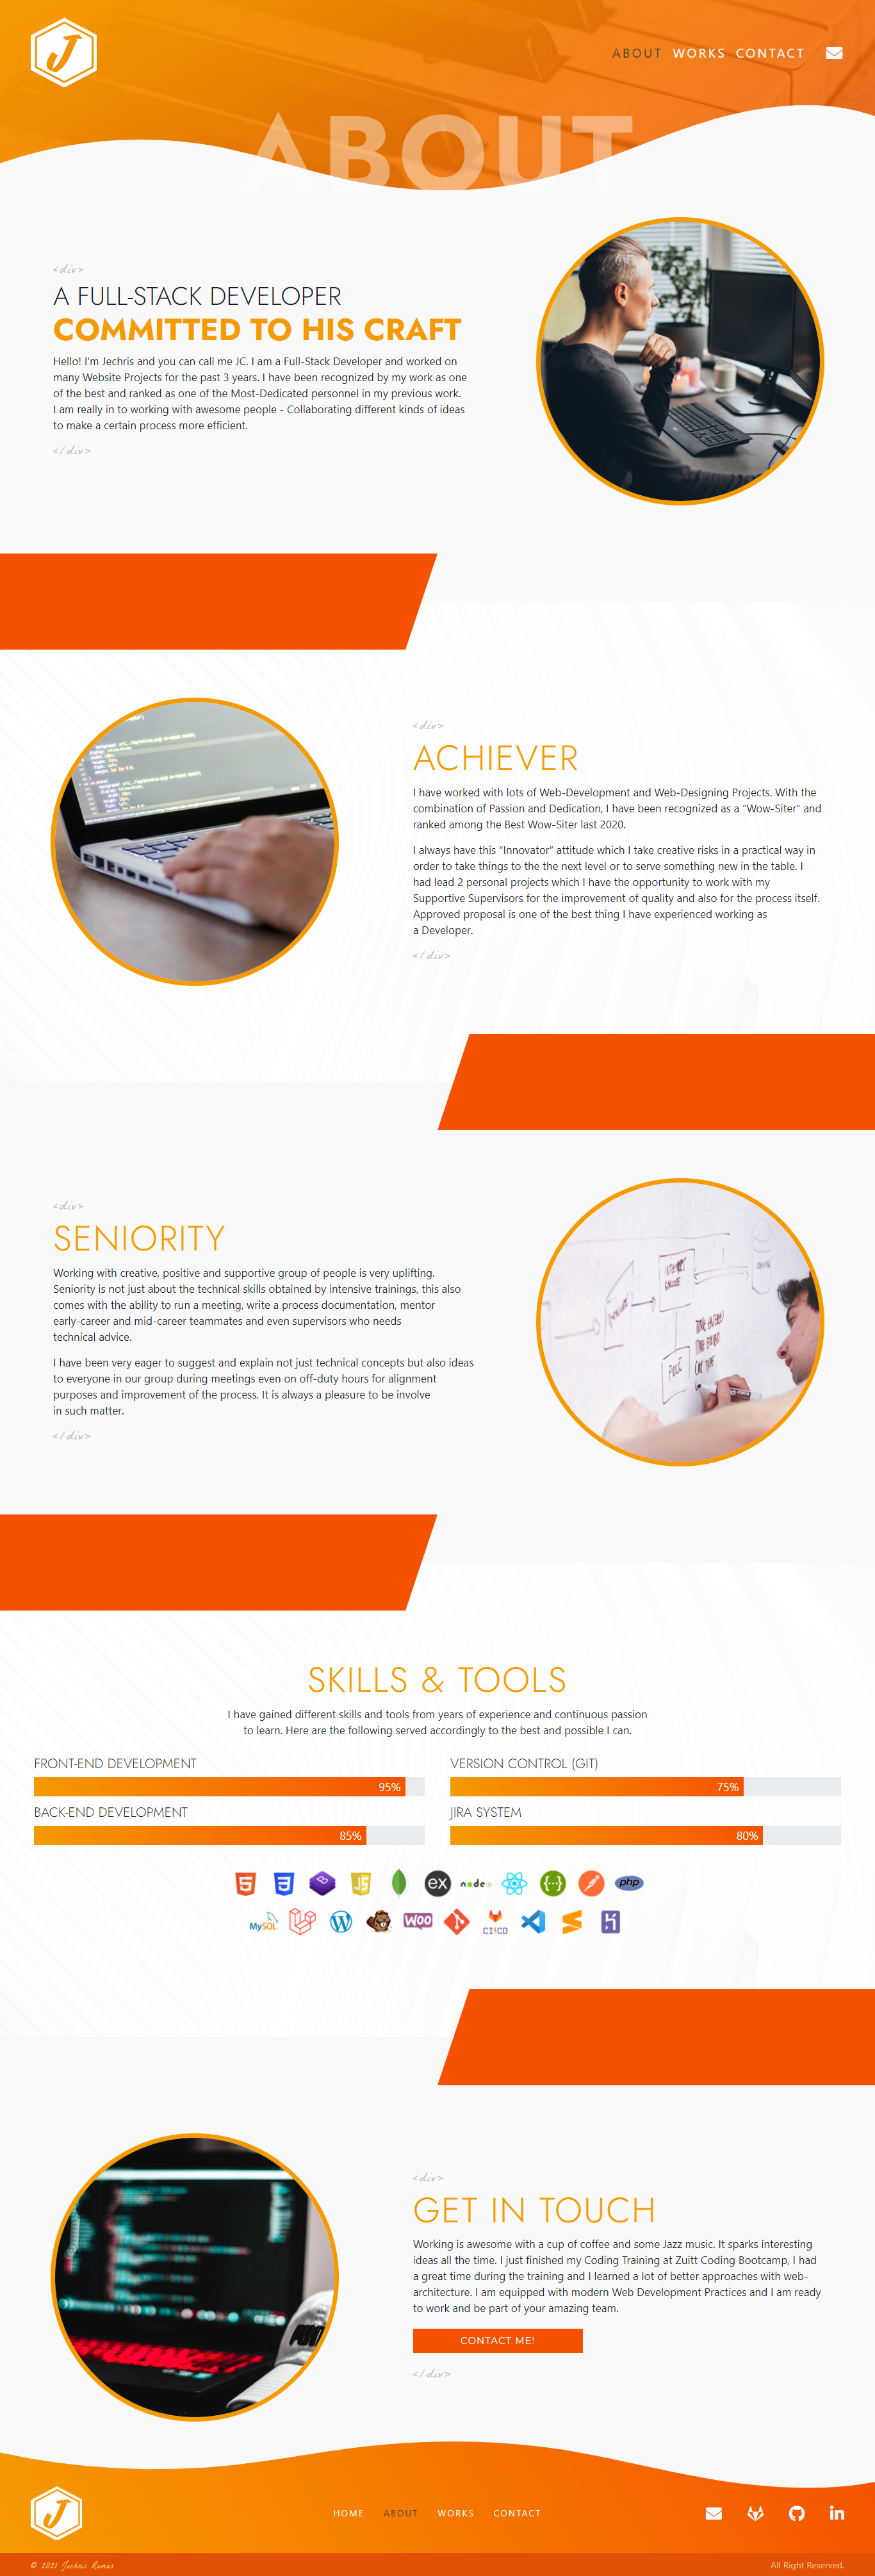 J
ABOUT WORKS CONTACT
ABOUT
<div>
A FULL-STACK DEVELOPER
COMMITTED TO HIS CRAFT
Hello! I'm Jechris and you can call me JC. I am a Full-Stack Developer and worked on
many Website Projects for the past 3 years. I have been recognized by my work as one
of the best and ranked as one of the Most-Dedicated personnel in my previous work.
I am really in to working with awesome people - Collaborating different kinds of ideas
to make a certain process more efficient.
</div>
<div>
ACHIEVER
I have worked with lots of Web-Development and Web-Designing Projects. With the
combination of Passion and Dedication, I have been recognized as a “Wow-Siter” and
ranked among the Best Wow-Siter last 2020.
I always have this “Innovator” attitude which I take creative risks in a practical way in
order to take things to the the next level or to serve something new in the table. I
had lead 2 personal projects which I have the opportunity to work with my
Supportive Supervisors for the improvement of quality and also for the process itself.
Approved proposal is one of the best thing I have experienced working as
a Developer.
</div>
<div>
SENIORITY
Working with creative, positive and supportive group of people is very uplifting.
Seniority is not just about the technical skills obtained by intensive trainings, this also
comes with the ability to run a meeting, write a process documentation, mentor
early-career and mid-career teammates and even supervisors who needs
technical advice.
I have been very eager to suggest and explain not just technical concepts but also ideas
to everyone in our group during meetings even on off-duty hours for alignment
purposes and improvement of the process. It is always a pleasure to be involve
in such matter.
</div>
SKILLS & TOOLS
I have gained different skills and tools from years of experience and continuous passion
to learn. Here are the following served accordingly to the best and possible I can.
FRONT-END DEVELOPMENT
95%
VERSION CONTROL (GIT)
75%
BACK-END DEVELOPMENT
85%
JIRA SYSTEM
80%
5 3 B JS ex node php
MySQL W WOO CI/CD H
<div>
GET IN TOUCH
Working is awesome with a cup of coffee and some Jazz music. It sparks interesting
ideas all the time. I just finished my Coding Training at Zuitt Coding Bootcamp, I had
a great time during the training and I learned a lot of better approaches with web-
architecture. I am equipped with modern Web Development Practices and I am ready
to work and be part of your amazing team.
CONTACT ME!
</div>
J
HOME ABOUT WORKS CONTACT
in
© 2021 Jechris Ramas
All Right Reserved.